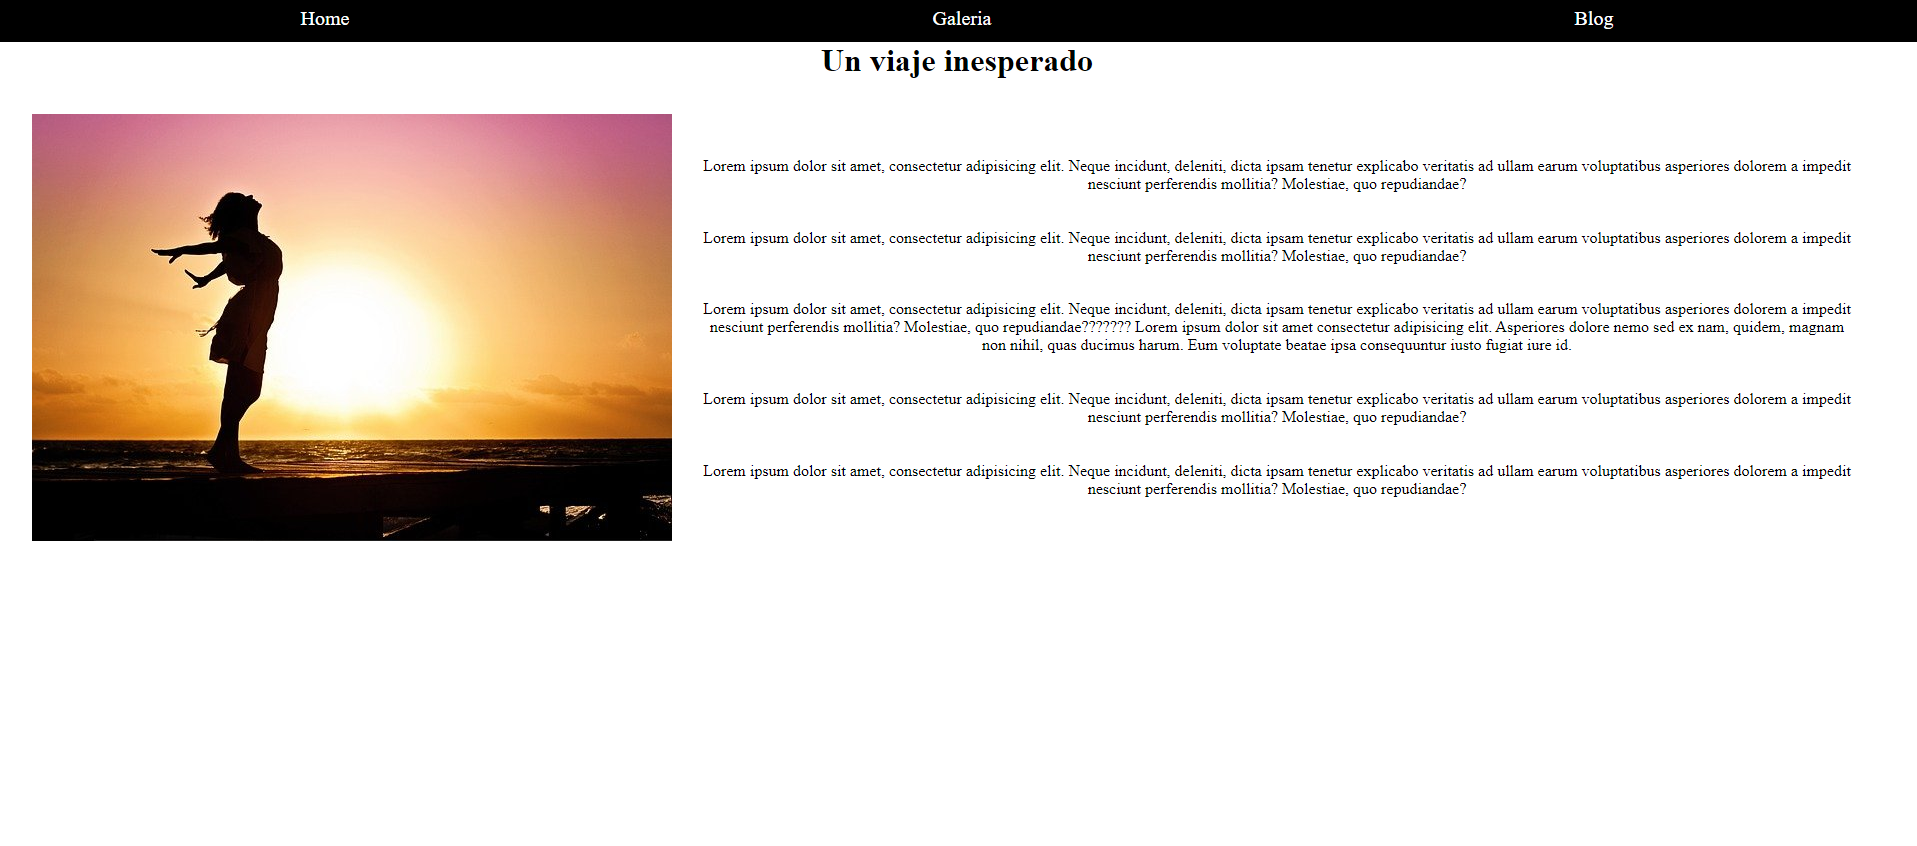 Home Galeria Blog
Un viaje inesperado
Lorem ipsum dolor sit amet, consectetur adipisicing elit. Neque incidunt, deleniti, dicta ipsam tenetur explicabo veritatis ad ullam earum voluptatibus asperiores dolorem a impedit
nesciunt perferendis mollitia? Molestiae, quo repudiandae?
Lorem ipsum dolor sit amet, consectetur adipisicing elit. Neque incidunt, deleniti, dicta ipsam tenetur explicabo veritatis ad ullam earum voluptatibus asperiores dolorem a impedit
nesciunt perferendis mollitia? Molestiae, quo repudiandae?
Lorem ipsum dolor sit amet, consectetur adipisicing elit. Neque incidunt, deleniti, dicta ipsam tenetur explicabo veritatis ad ullam earum voluptatibus asperiores dolorem a impedit
nesciunt perferendis mollitia? Molestiae, quo repudiandae??????? Lorem ipsum dolor sit amet consectetur adipisicing elit. Asperiores dolore nemo sed ex nam, quidem, magnam
non nihil, quas ducimus harum. Eum voluptate beatae ipsa consequuntur iusto fugiat iure id.
Lorem ipsum dolor sit amet, consectetur adipisicing elit. Neque incidunt, deleniti, dicta ipsam tenetur explicabo veritatis ad ullam earum voluptatibus asperiores dolorem a impedit
nesciunt perferendis mollitia? Molestiae, quo repudiandae?
Lorem ipsum dolor sit amet, consectetur adipisicing elit. Neque incidunt, deleniti, dicta ipsam tenetur explicabo veritatis ad ullam earum voluptatibus asperiores dolorem a impedit
nesciunt perferendis mollitia? Molestiae, quo repudiandae?